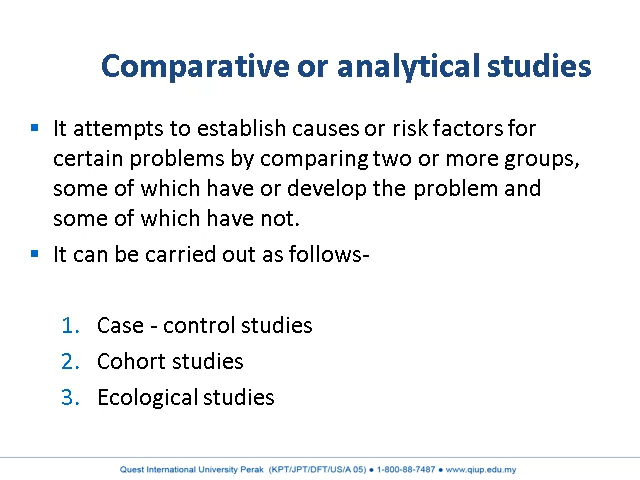 Comparative or analytical studies
▪ It attempts to establish causes or risk factors for
certain problems by comparing two or more groups,
some of which have or develop the problem and
some of which have not.
▪ It can be carried out as follows-
1. Case - control studies
2. Cohort studies
3. Ecological studies
Quest International University Perak (KPT/JPT/DFT/US/A 05) ● 1-800-88-7487 ● www.qiup.edu.my